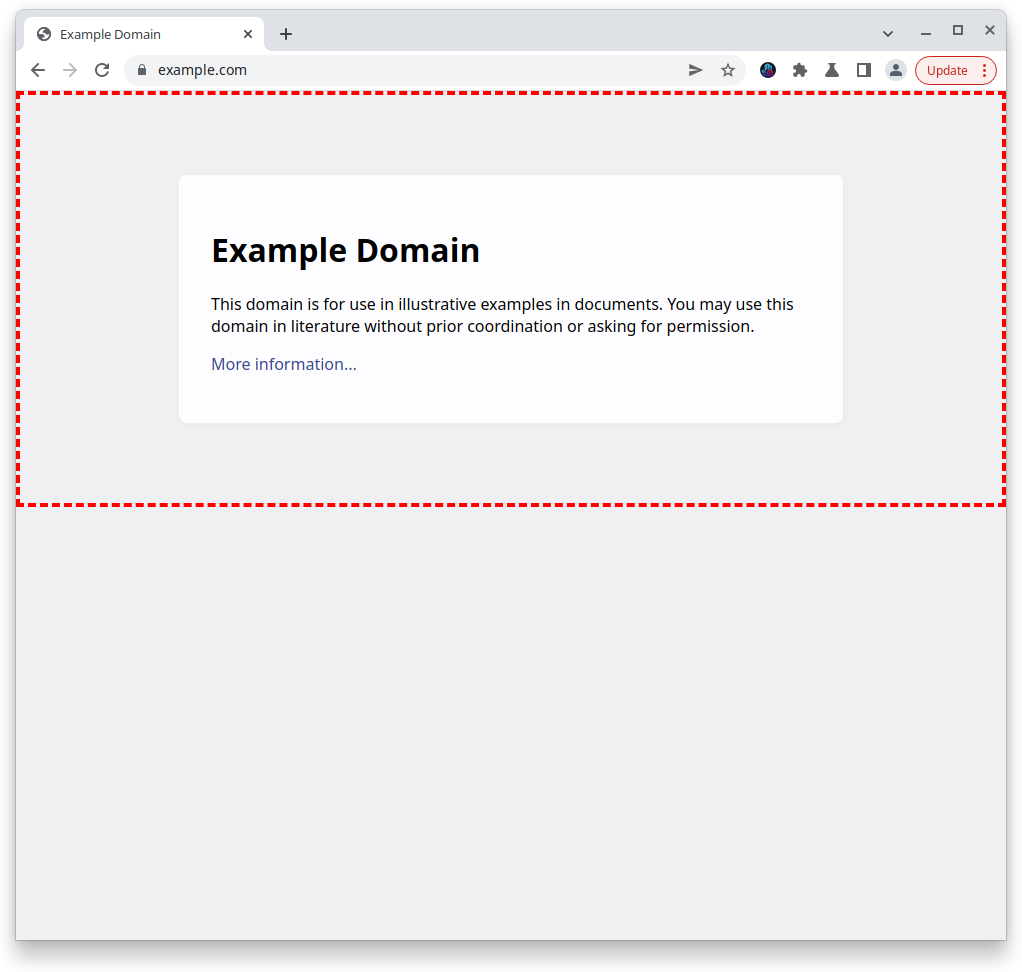 Example Domain
example.com
Update
Example Domain
This domain is for use in illustrative examples in documents. You may use this
domain in literature without prior coordination or asking for permission.
More information...